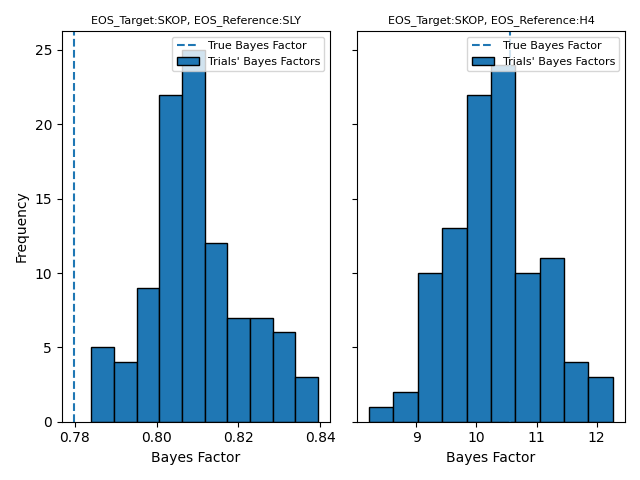 EOS_Target:SKOP, EOS_Reference:SLY
True Bayes Factor
Trials' Bayes Factors
25
20
15
10
5
0
Frequency
0.78 0.80 0.82 0.84
Bayes Factor
EOS_Target:SKOP, EOS_Reference:H4
True Bayes Factor
Trials' Bayes Factors
9 10 11 12
Bayes Factor